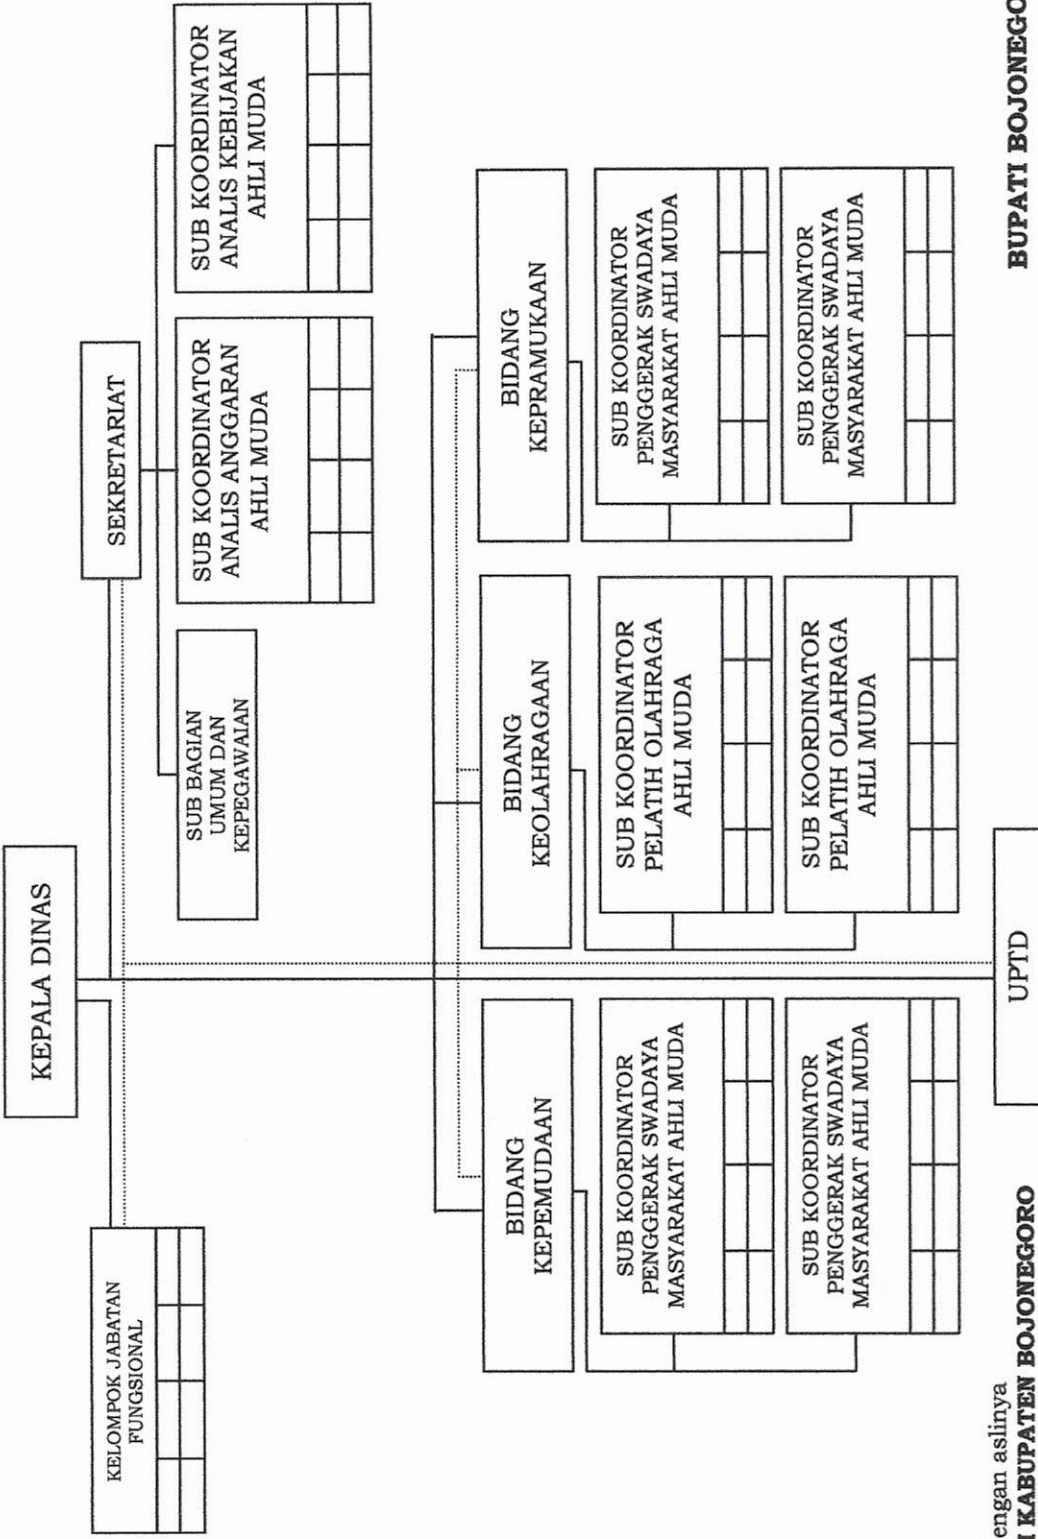 KEPALA DINAS
KELOMPOK JABATAN
FUNGSIONAL
SEKRETARIAT
SUB BAGIAN
UMUM DAN
KEPEGAWAIAN
SUB KOORDINATOR
ANALIS ANGGARAN
AHLI MUDA
SUB KOORDINATOR
ANALIS KEBIJAKAN
AHLI MUDA
BIDANG
KEPEMUDAAN
SUB KOORDINATOR
PENGGERAK SWADAYA
MASYARAKAT AHLI MUDA
SUB KOORDINATOR
PENGGERAK SWADAYA
MASYARAKAT AHLI MUDA
BIDANG
KEOLAHRAGAAN
SUB KOORDINATOR
PELATIH OLAHRAGA
AHLI MUDA
SUB KOORDINATOR
PELATIH OLAHRAGA
AHLI MUDA
BIDANG
KEPRAMUKAAN
SUB KOORDINATOR
PENGGERAK SWADAYA
MASYARAKAT AHLI MUDA
SUB KOORDINATOR
PENGGERAK SWADAYA
MASYARAKAT AHLI MUDA
UPTD
engan aslinya
KABUPATEN BOJONEGORO
BUPATI BOJONEGO